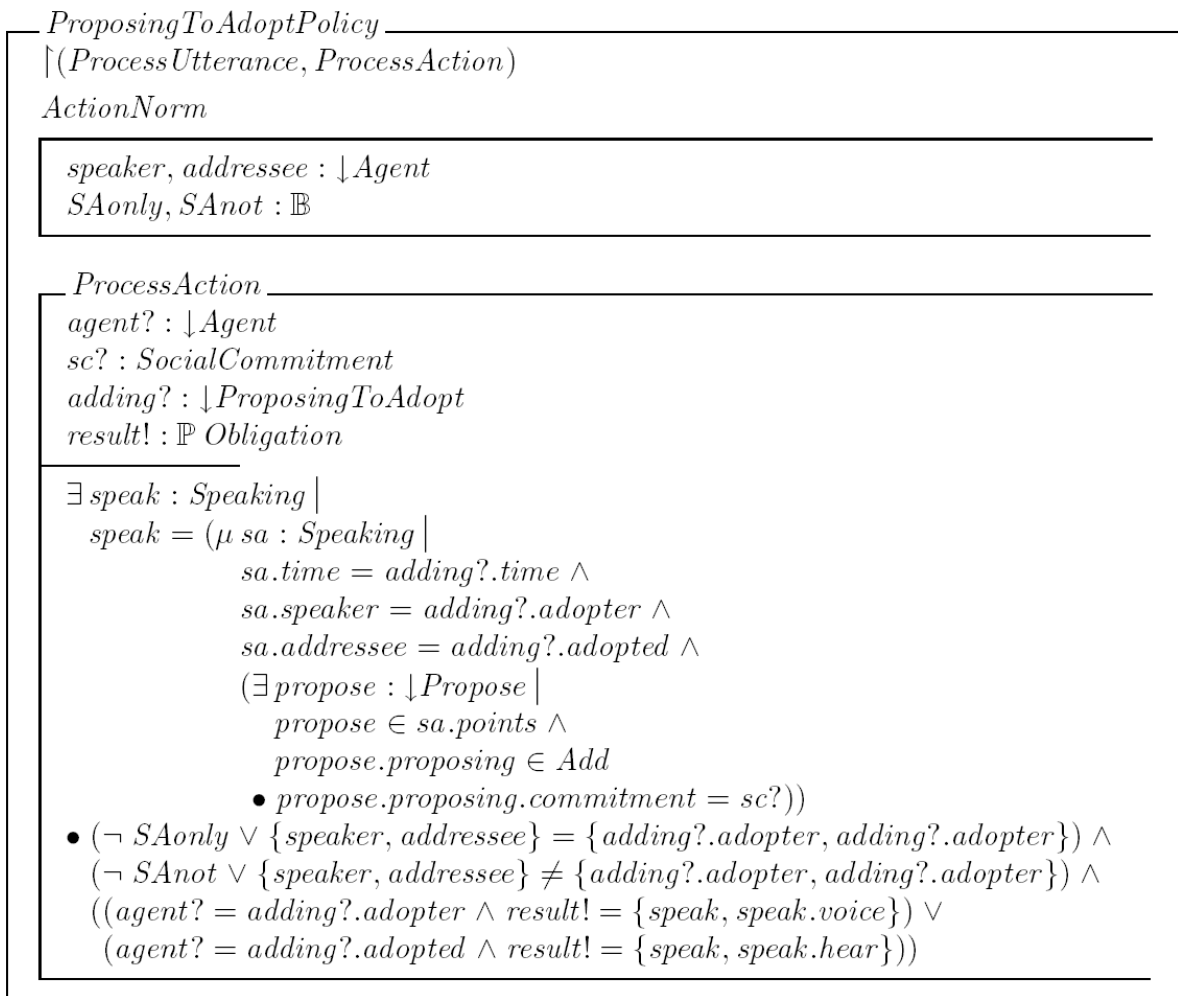 ProposingToAdoptPolicy
↾(ProcessUtterance, ProcessAction)
ActionNorm
speaker, addressee : ↓Agent
SAonly, SAnot : 𝔹
ProcessAction
agent? : ↓Agent
sc? : SocialCommitment
adding? : ↓ProposingToAdopt
result! : ℙ Obligation
∃ speak : Speaking |
speak = (μ sa : Speaking |
sa.time = adding?.time ∧
sa.speaker = adding?.adopter ∧
sa.addressee = adding?.adopted ∧
(∃ propose : ↓Propose |
propose ∈ sa.points ∧
propose.proposing ∈ Add
• propose.proposing.commitment = sc?))
• (¬ SAonly ∨ {speaker, addressee} = {adding?.adopter, adding?.adopter}) ∧
(¬ SAnot ∨ {speaker, addressee} ≠ {adding?.adopter, adding?.adopter}) ∧
((agent? = adding?.adopter ∧ result! = {speak, speak.voice}) ∨
(agent? = adding?.adopted ∧ result! = {speak, speak.hear}))